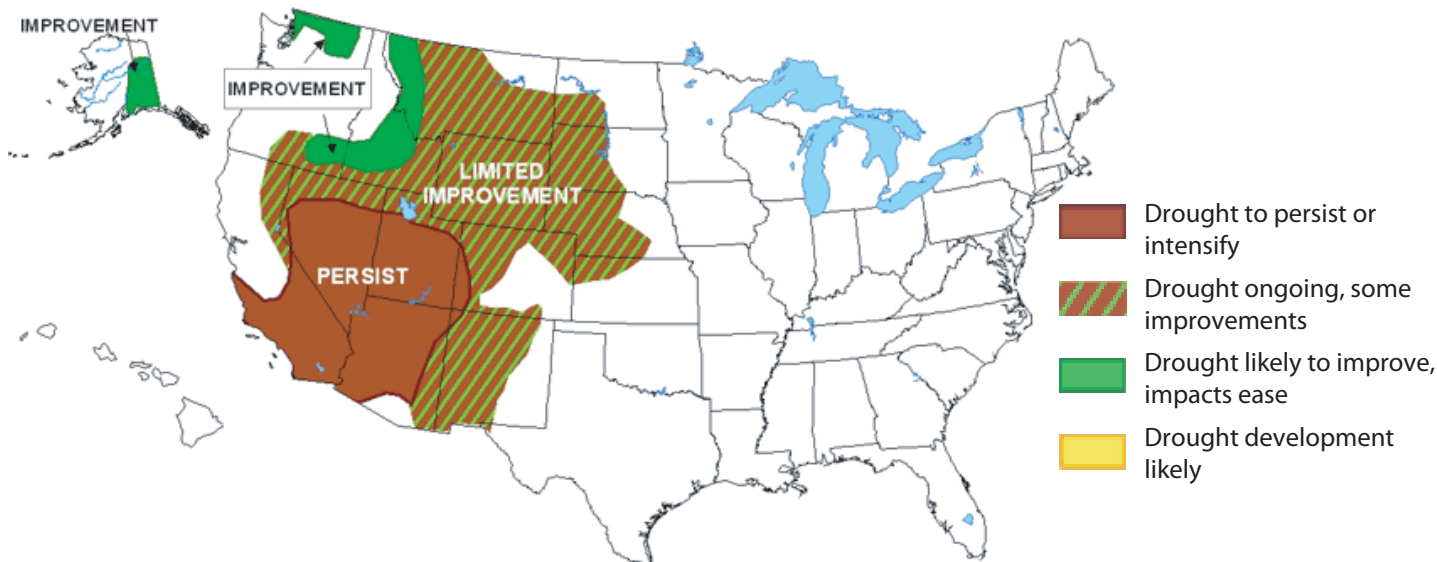 IMPROVEMENT
IMPROVEMENT
LIMITED
IMPROVEMENT
PERSIST
Drought to persist or
intensify
Drought ongoing, some
improvements
Drought likely to improve,
impacts ease
Drought development
likely